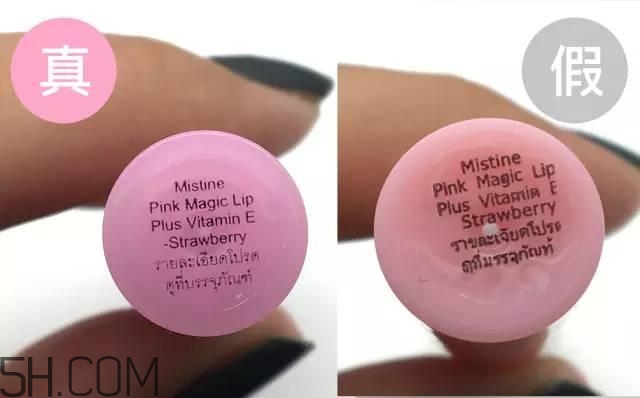 真
Mistine
Pink Magic Lip
Plus Vitamin E
-Strawberry
รายละเอียดโปรด
ดูที่บรรจุภัณฑ์
假
Mistine
Pink Magic Lip
Plus Vitamin E
Strawberry
รายละเอียดโปรด
ดูที่บรรจุภัณฑ์
5H.COM